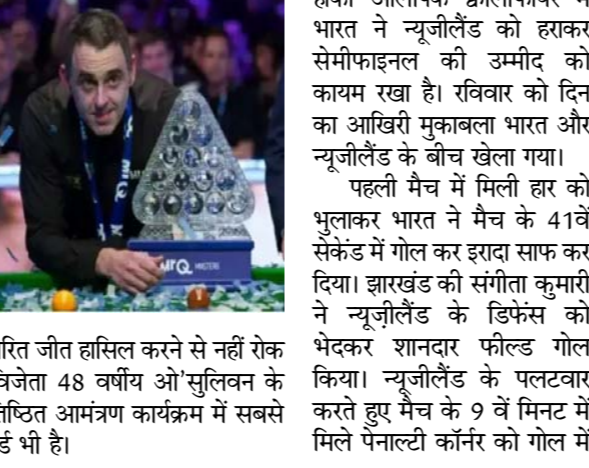 MrQ MASTERS
रित जीत हासिल करने से नहीं रोक
48 वर्षीय ओ'सुलिवन के
आमंत्रण कार्यक्रम में सबसे
भी है।
भारत ने न्यूजीलैंड को हराकर
सेमीफाइनल की उम्मीद को
कायम रखा है। रविवार को दिन
का आखिरी मुकाबला भारत और
न्यूजीलैंड के बीच खेला गया।
पहली मैच में मिली हार को
भुलाकर भारत ने मैच के 41वें
सेकेंड में गोल कर इरादा साफ कर
दिया। झारखंड की संगीता कुमारी
ने न्यूज़ीलैंड के डिफेंस को
भेदकर शानदार फील्ड गोल
किया। न्यूजीलैंड के पलटवार
करते हुए मैच के 9 वें मिनट में
मिले पेनाल्टी कॉर्नर को गोल में